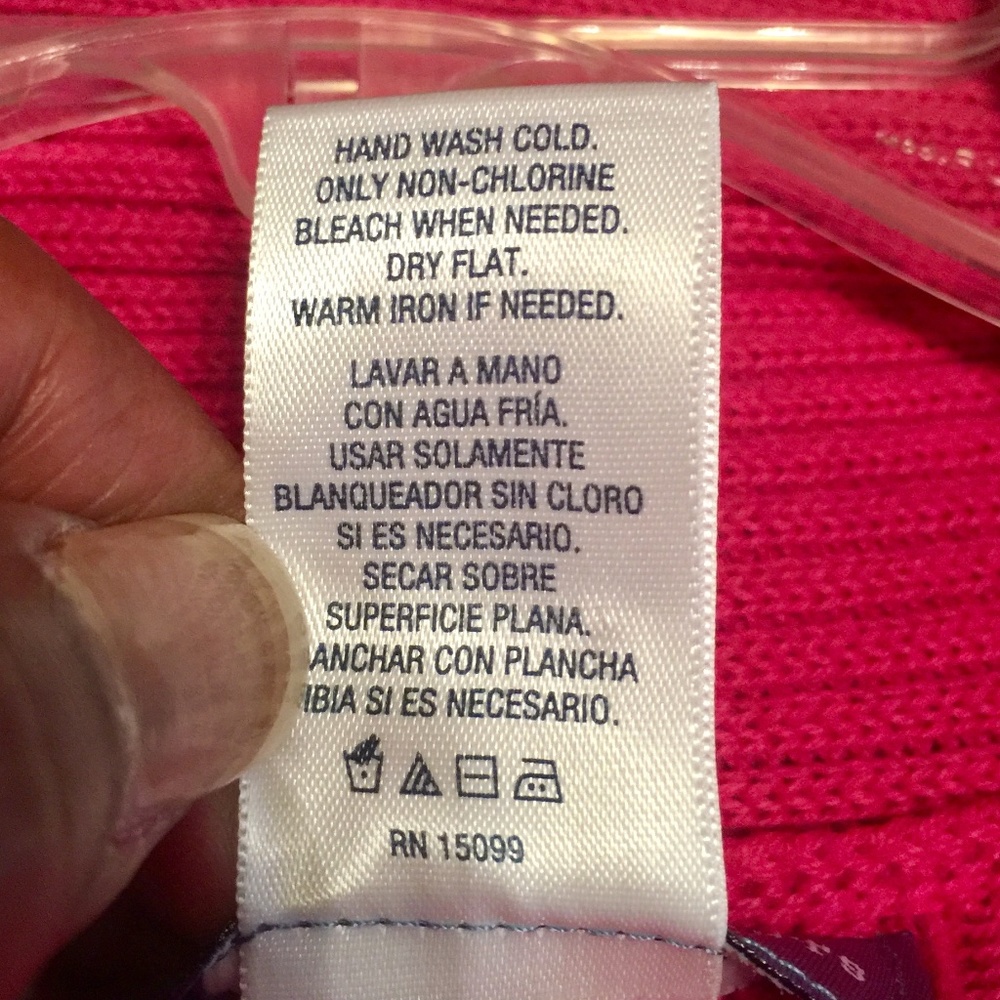 HAND WASH COLD.
ONLY NON-CHLORINE
BLEACH WHEN NEEDED.
DRY FLAT.
WARM IRON IF NEEDED.
LAVAR A MANO
CON AGUA FRÍA.
USAR SOLAMENTE
BLANQUEADOR SIN CLORO
SI ES NECESARIO.
SECAR SOBRE
SUPERFICIE PLANA.
ANCHAR CON PLANCHA
IBIA SI ES NECESARIO.
RN 15099